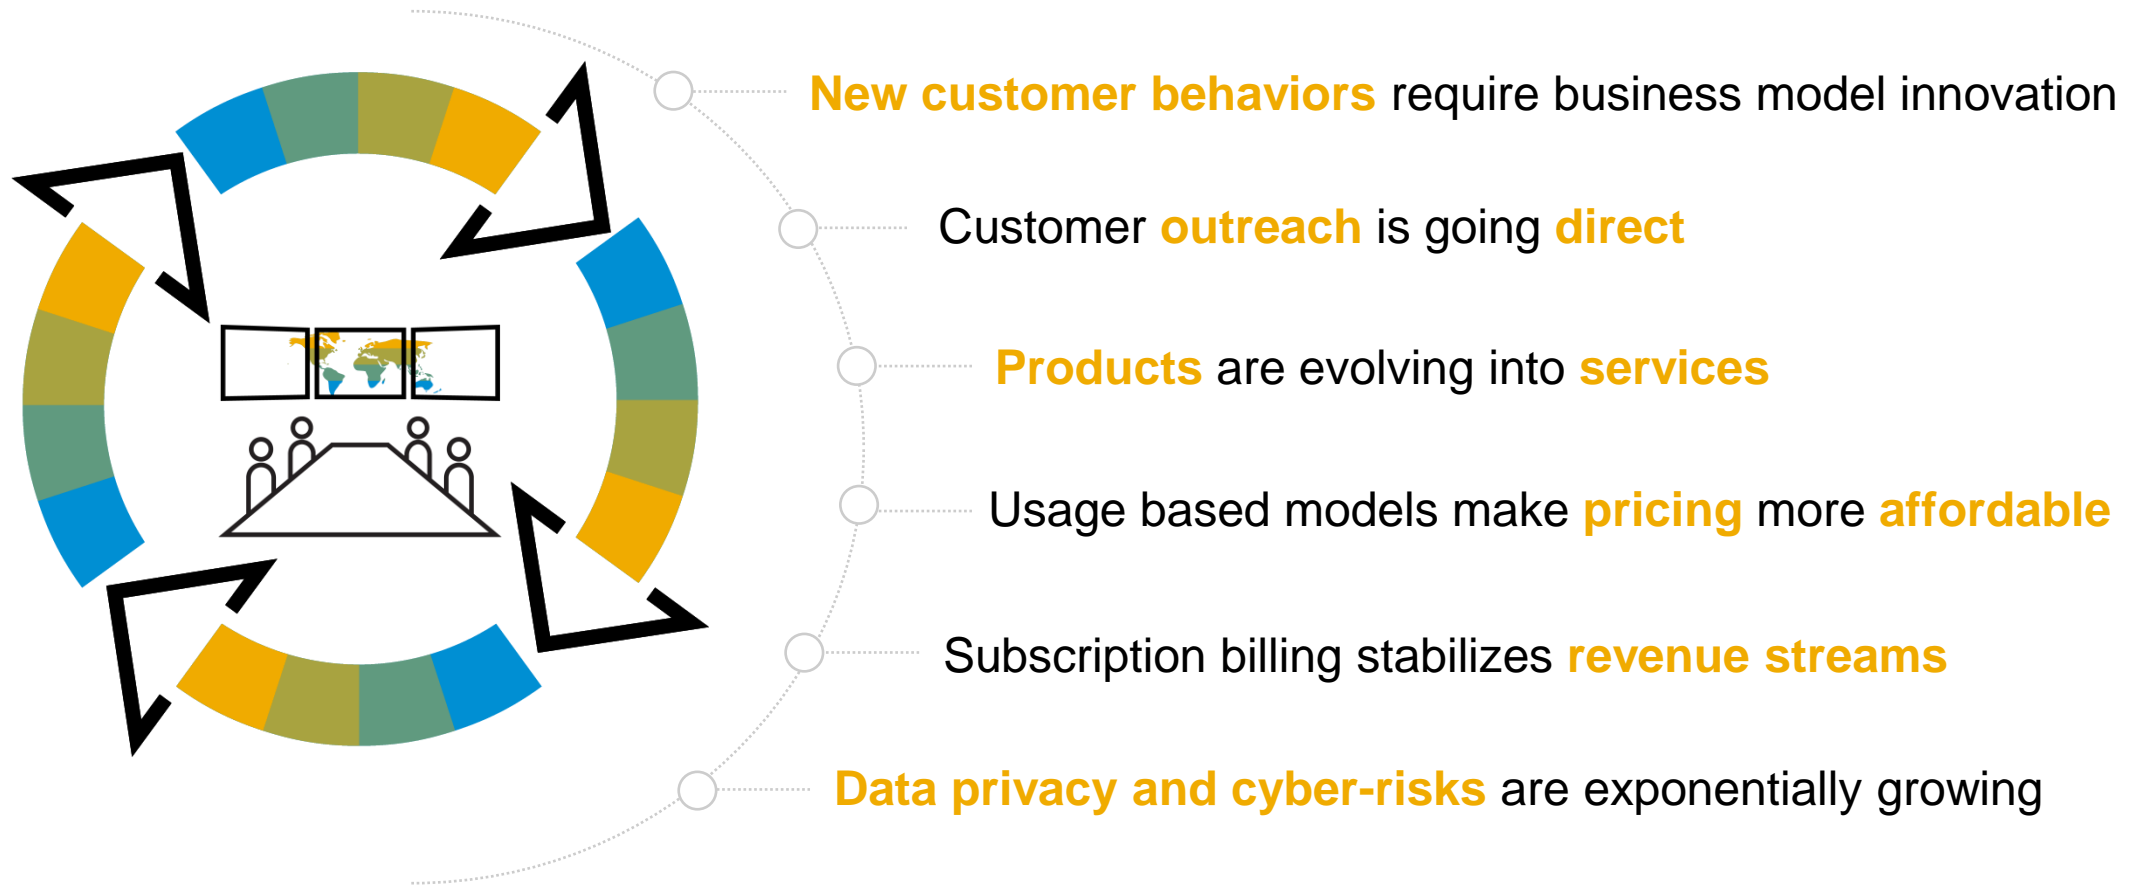 New customer behaviors require business model innovation
Customer outreach is going direct
Products are evolving into services
Usage based models make pricing more affordable
Subscription billing stabilizes revenue streams
Data privacy and cyber-risks are exponentially growing